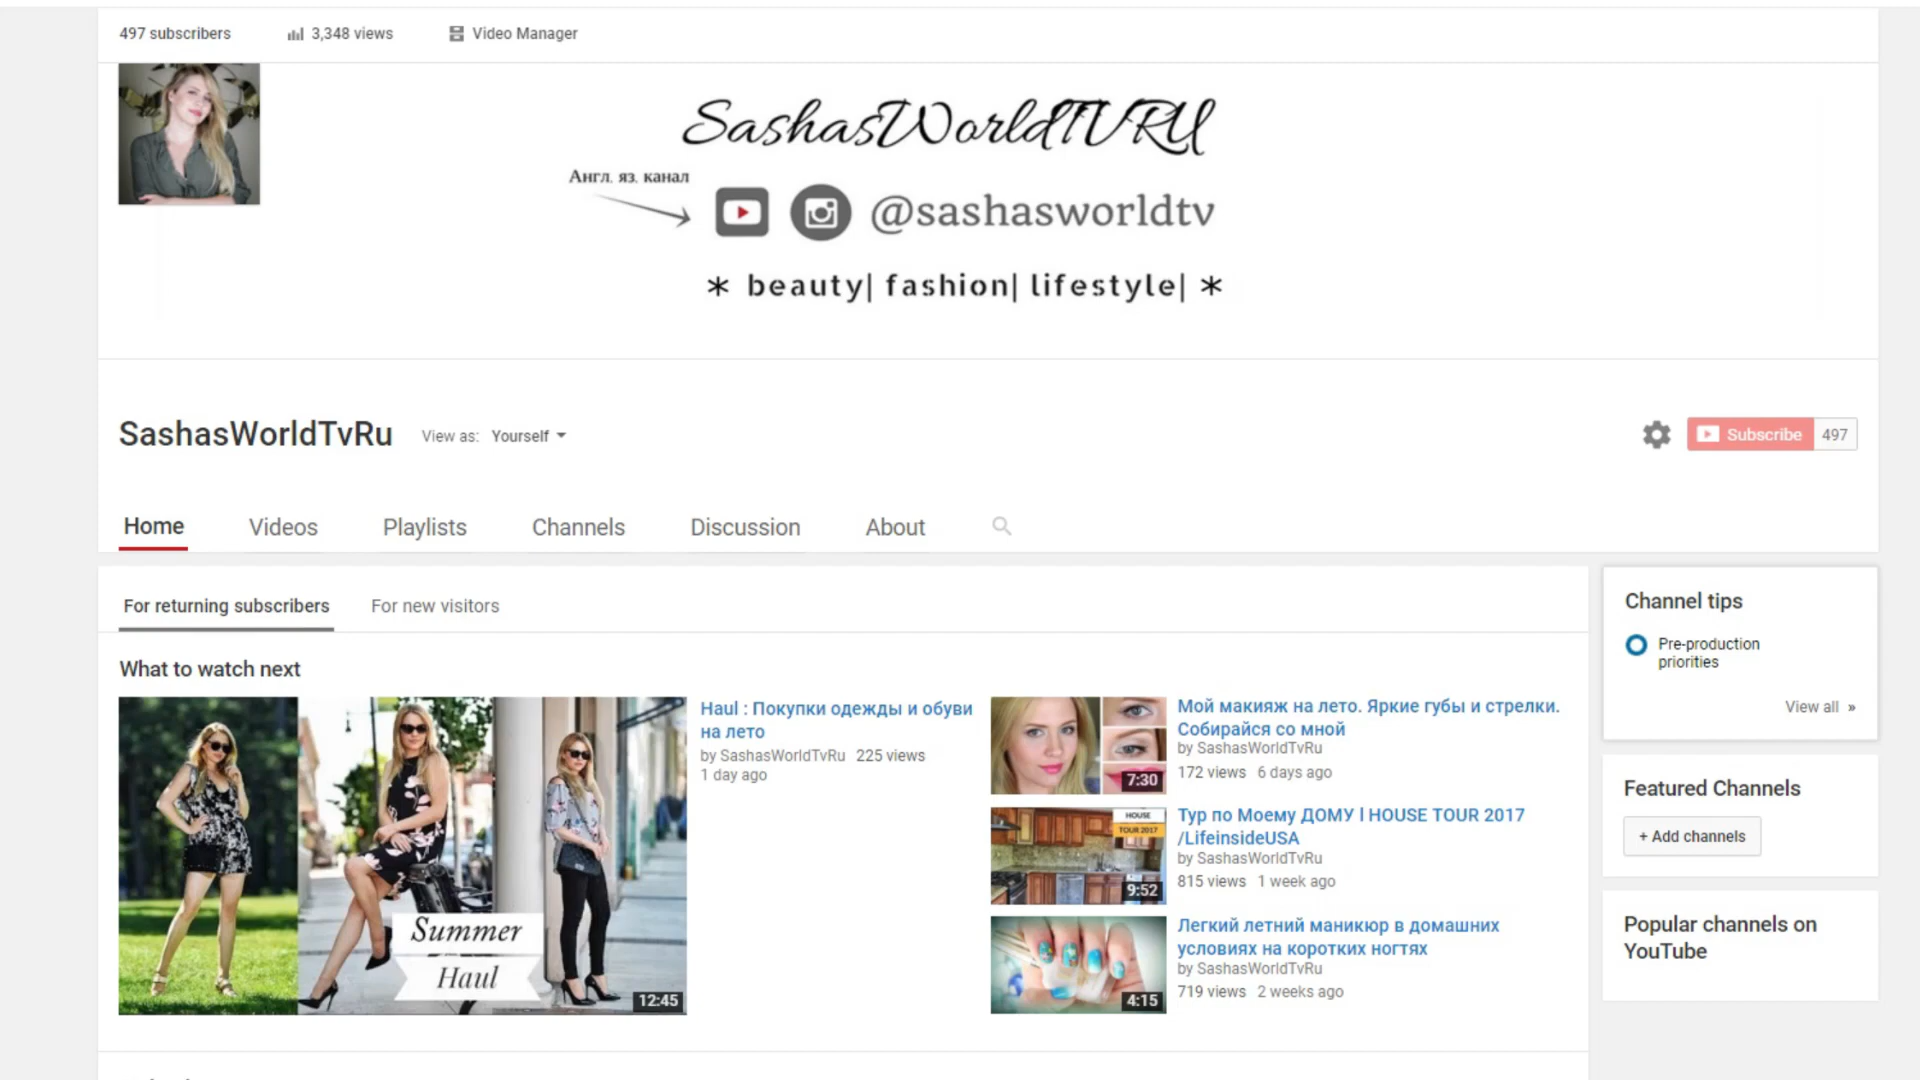 497 subscribers
3,348 views
Video Manager
SashasWorldTVRU
Англ. яз. канал
@sashasworldtv
* beauty| fashion| lifestyle| *
SashasWorldTvRu
View as: Yourself
Subscribe 497
Home
Videos
Playlists
Channels
Discussion
About
For returning subscribers
For new visitors
What to watch next
Summer
Haul
12:45
Haul : Покупки одежды и обуви
на лето
by SashasWorldTvRu 225 views
1 day ago
7:30
Мой макияж на лето. Яркие губы и стрелки.
Собирайся со мной
by SashasWorldTvRu
172 views 6 days ago
HOUSE
TOUR 2017
9:52
Тур по Моему ДОМУ l HOUSE TOUR 2017
/LifeinsideUSA
by SashasWorldTvRu
815 views 1 week ago
4:15
Легкий летний маникюр в домашних
условиях на коротких ногтях
by SashasWorldTvRu
719 views 2 weeks ago
Channel tips
Pre-production
priorities
View all »
Featured Channels
+ Add channels
Popular channels on
YouTube